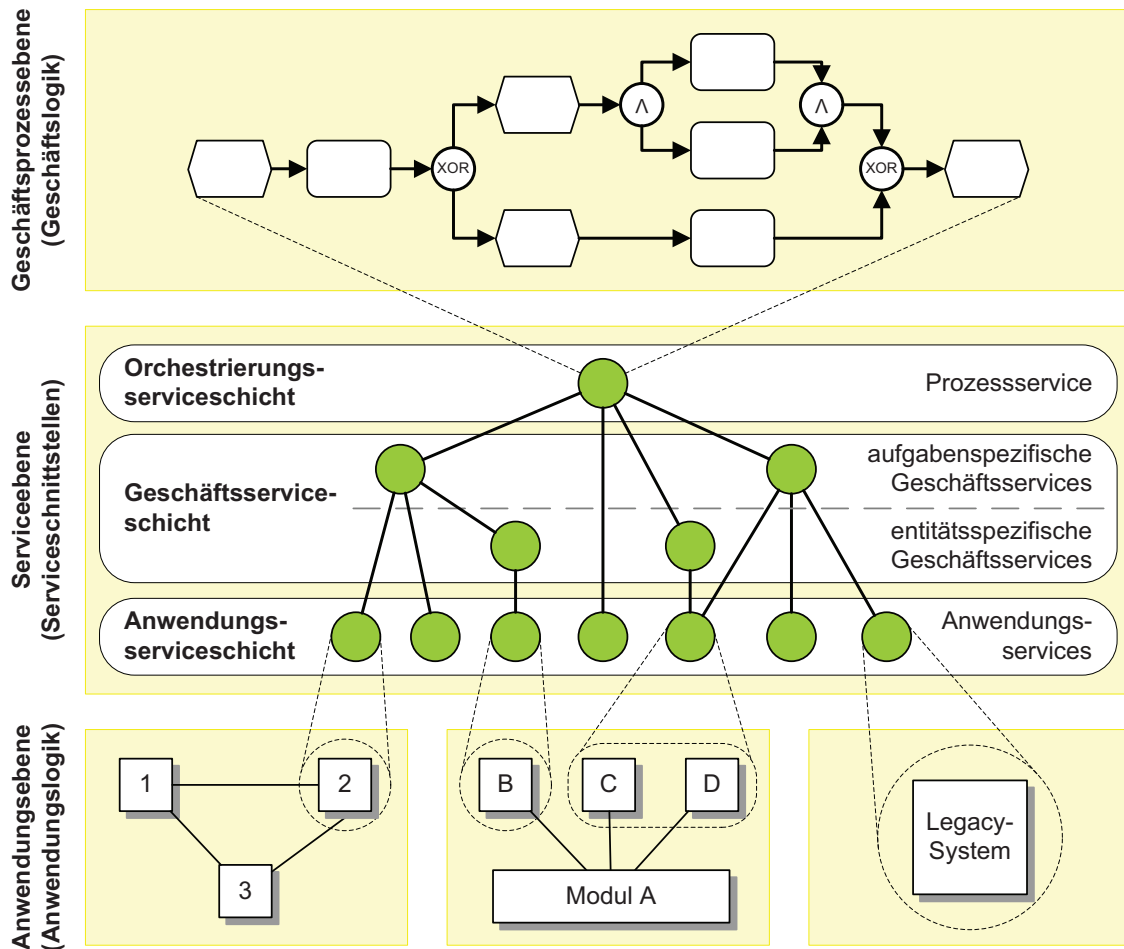 Geschäftsprozessebene
(Geschäftslogik)
XOR
Λ
Λ
XOR
Serviceebene
(Serviceschnittstellen)
Orchestrierungs-
serviceschicht
Prozessservice
Geschäftsservice-
schicht
aufgabenspezifische
Geschäftsservices
entitätsspezifische
Geschäftsservices
Anwendungs-
serviceschicht
Anwendungs-
services
Anwendungsebene
(Anwendungslogik)
1
2
3
B
C
D
Modul A
Legacy-
System